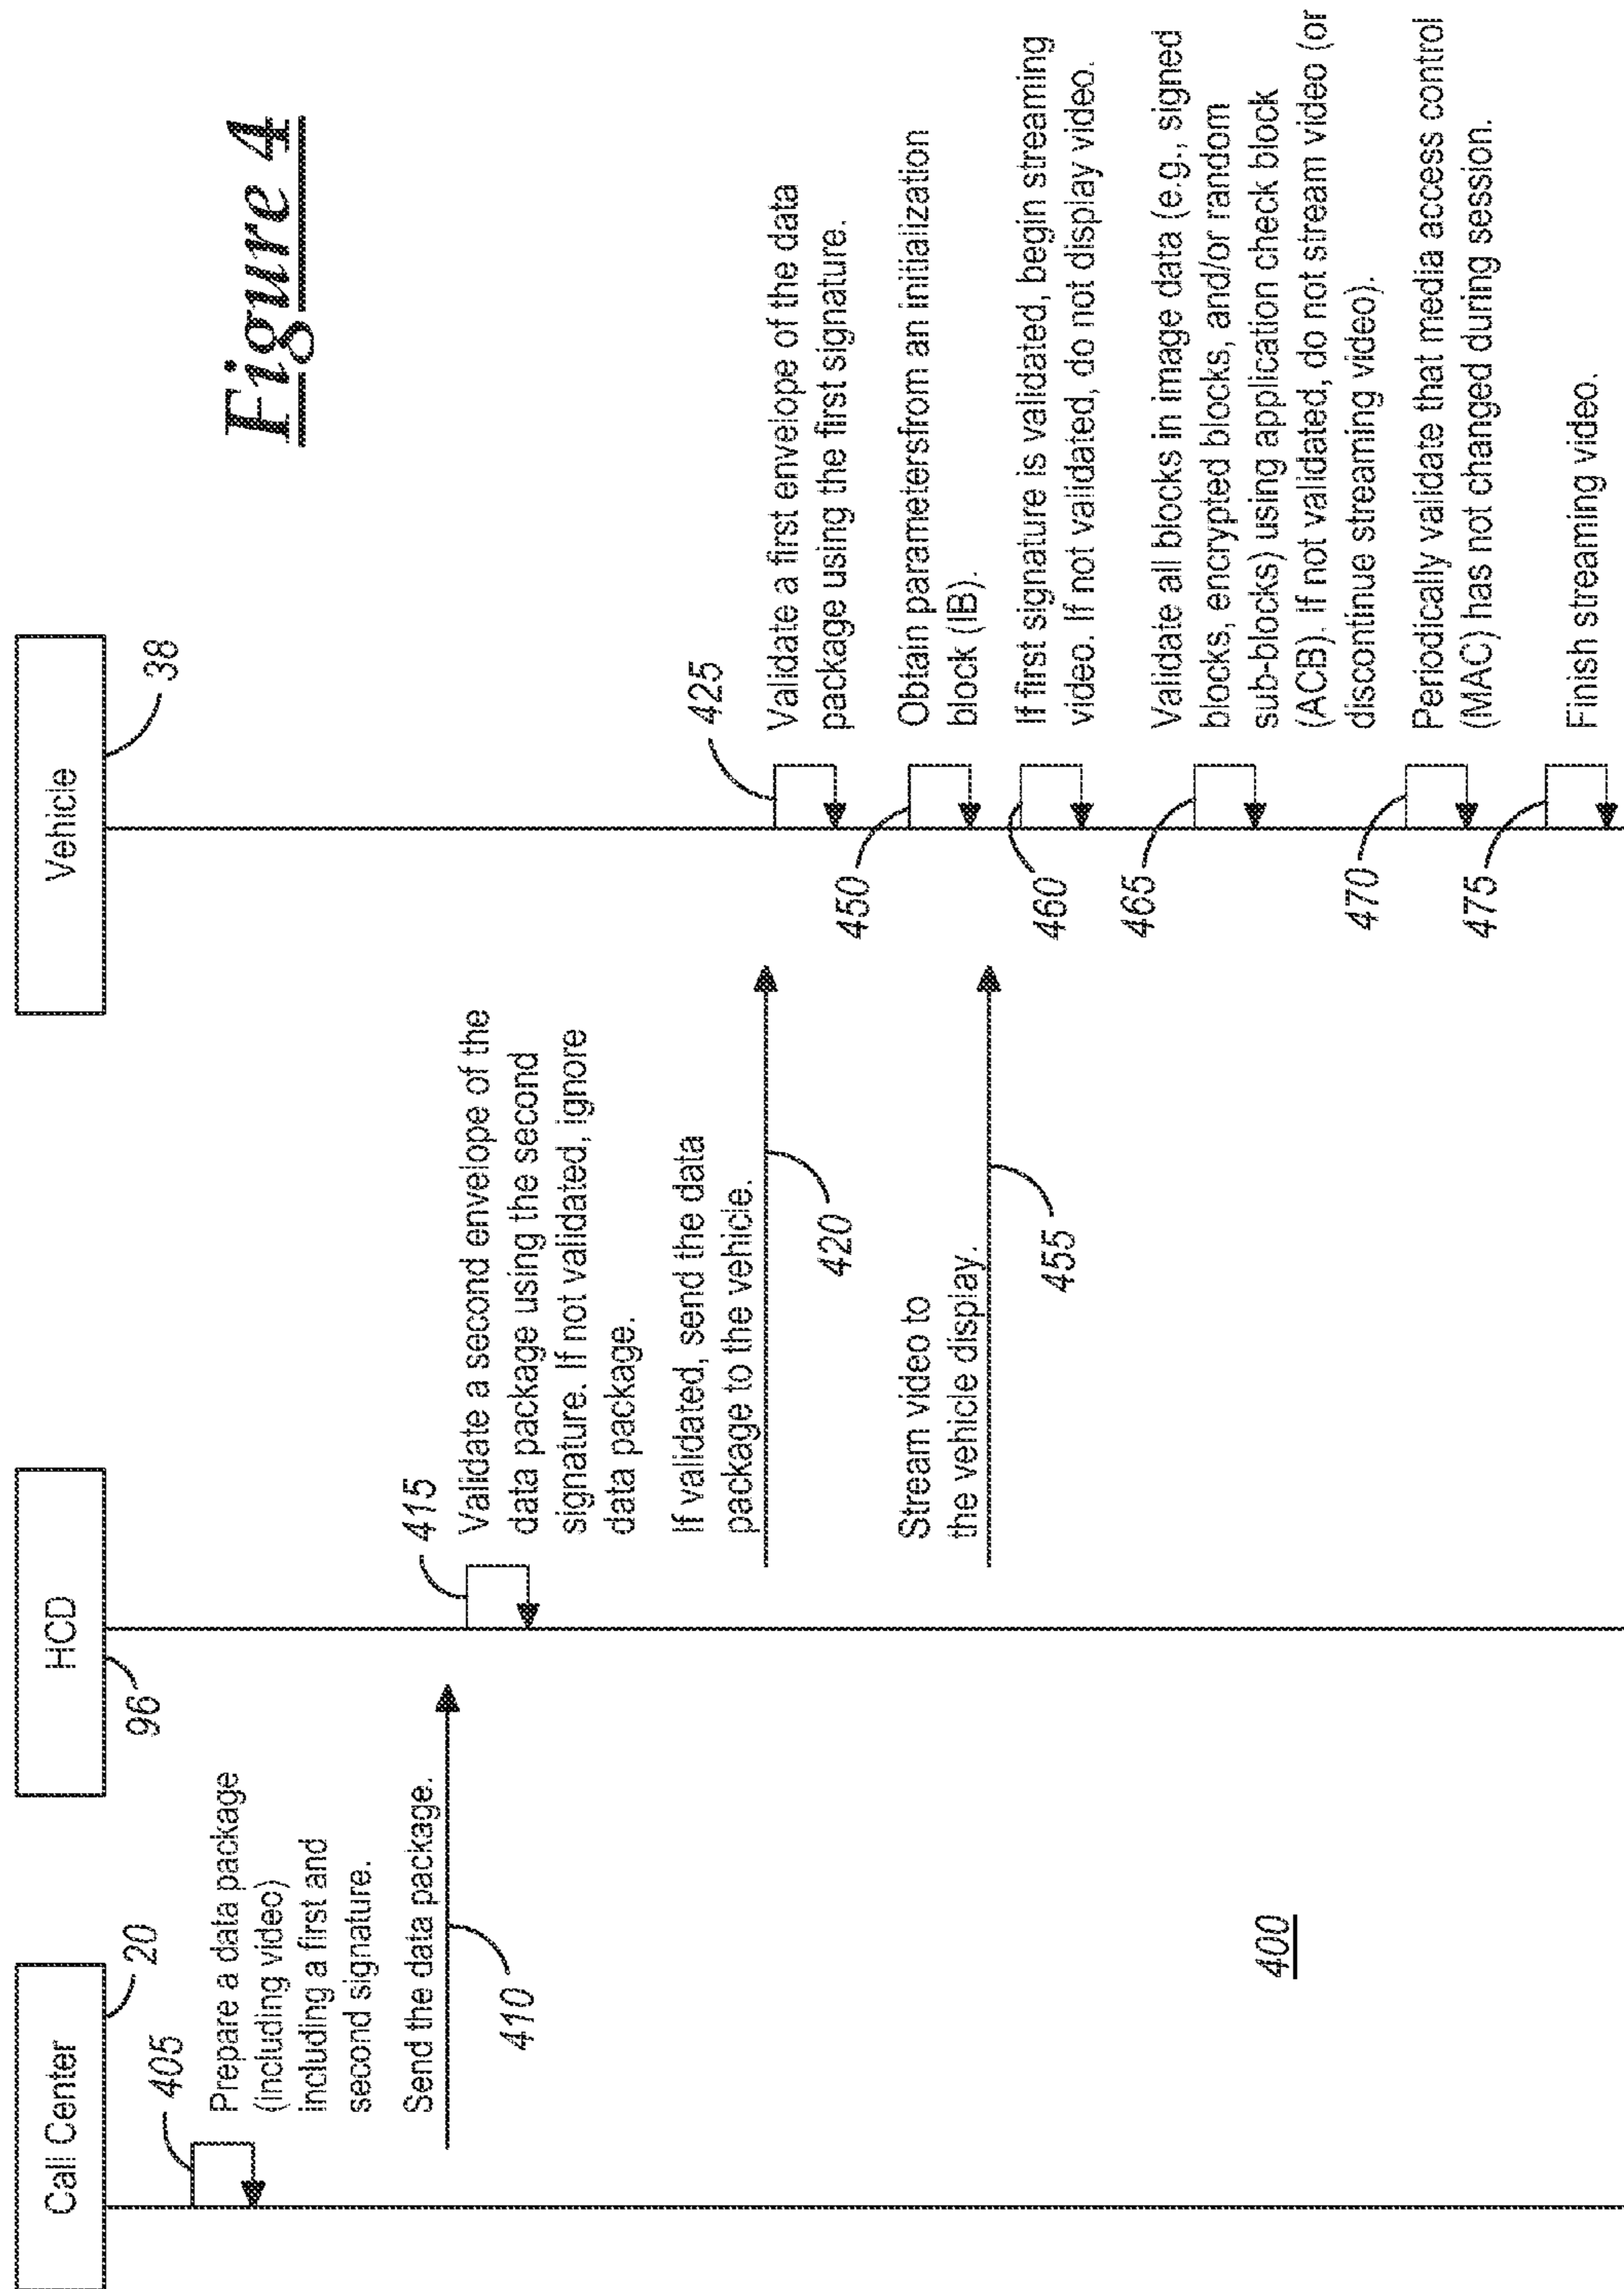 Figure 4
Call Center
20
HCD
96
Vehicle
38
405
Prepare a data package
(including video)
including a first and
second signature.
Send the data package.
410
415
Validate a second envelope of the
data package using the second
signature. If not validated, ignore
data package.
If validated, send the data
package to the vehicle.
420
425
Validate a first envelope of the data
package using the first signature.
450
Obtain parametersfrom an initialization
block (IB).
Stream video to
the vehicle display.
455
460
If first signature is validated, begin streaming
video. If not validated, do not display video.
465
Validate all blocks in image data (e.g., signed
blocks, encrypted blocks, and/or random
sub-blocks) using application check block
(ACB). If not validated, do not stream video (or
discontinue streaming video).
470
Periodically validate that media access control
(MAC) has not changed during session.
475
Finish streaming video.
400